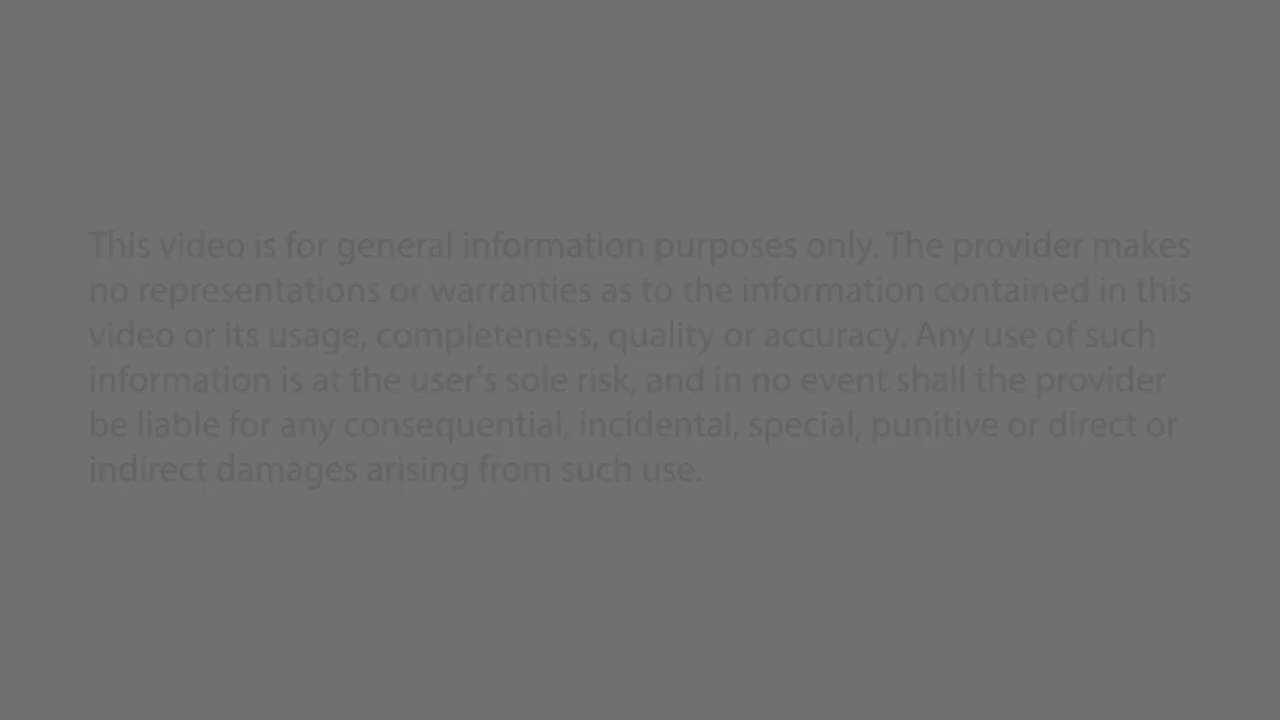 This video is for general information purposes only. The provider makes
no representations or warranties as to the information contained in this
video or its usage, completeness, quality or accuracy. Any use of such
information is at the user's sole risk, and in no event shall the provider
be liable for any consequential, incidental, special, punitive or direct or
indirect damages arising from such use.